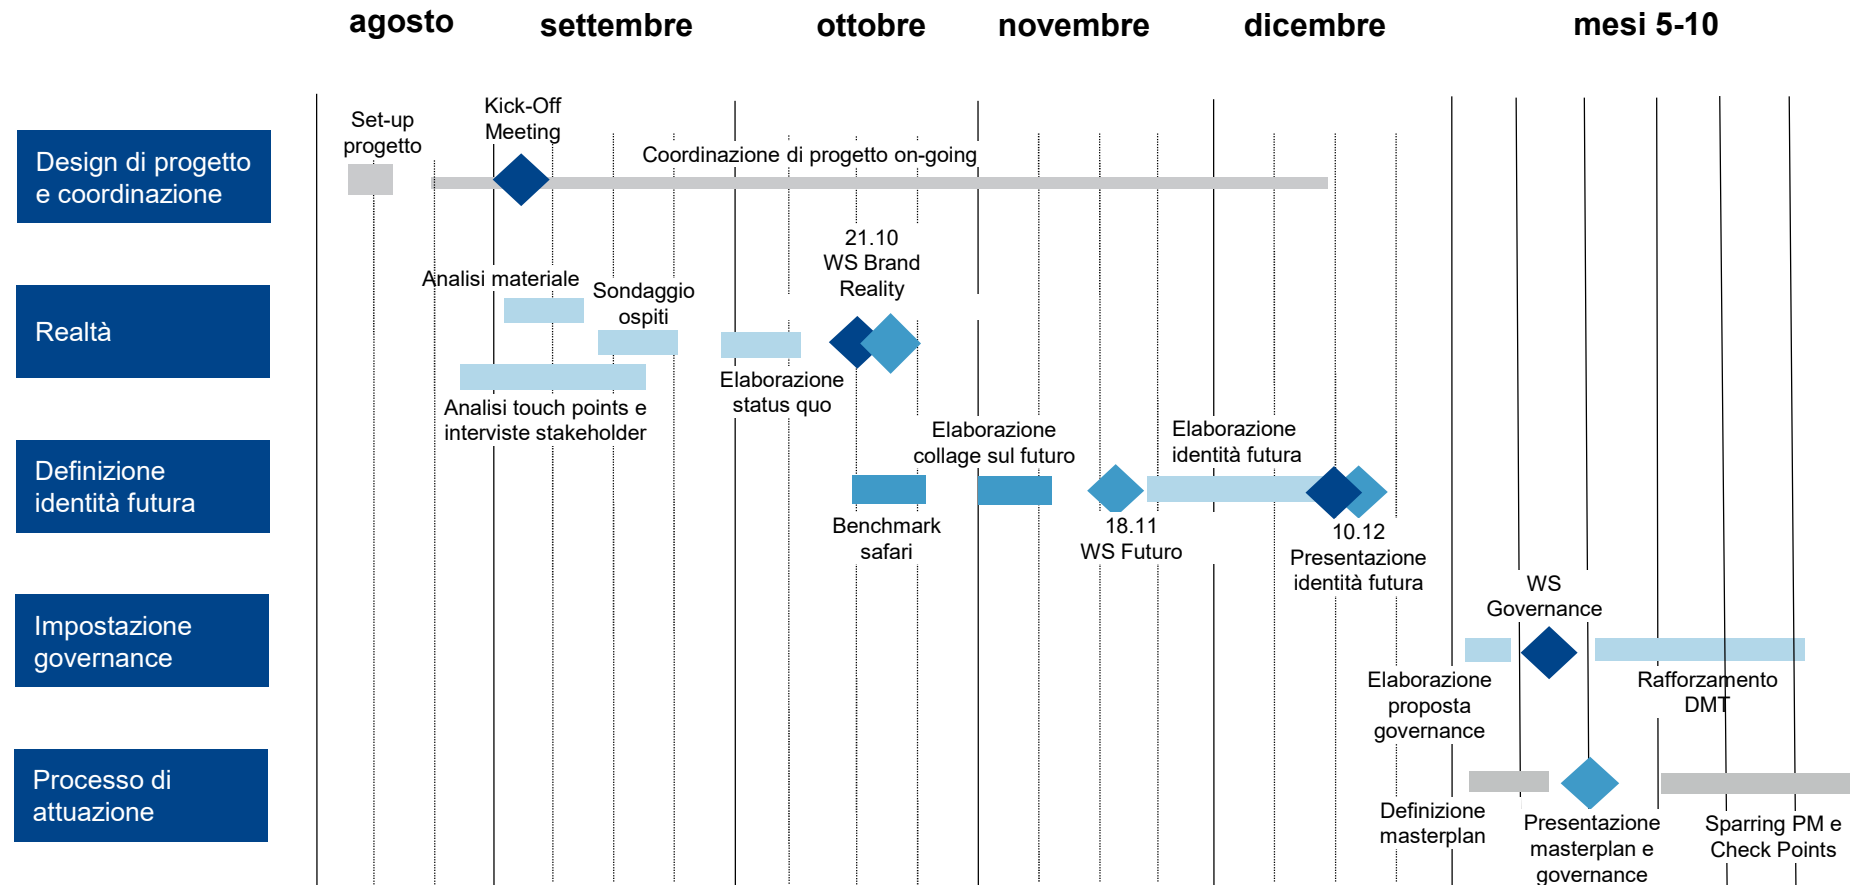 agosto
settembre
ottobre
novembre
dicembre
mesi 5-10
Design di progetto
e coordinazione
Set-up
progetto
Kick-Off
Meeting
Coordinazione di progetto on-going
Realtà
Analisi materiale
Sondaggio
ospiti
Analisi touch points e
interviste stakeholder
Elaborazione
status quo
21.10
WS Brand
Reality
Definizione
identità futura
Benchmark
safari
Elaborazione
collage sul futuro
18.11
WS Futuro
Elaborazione
identità futura
10.12
Presentazione
identità futura
Impostazione
governance
Elaborazione
proposta
governance
WS
Governance
Rafforzamento
DMT
Processo di
attuazione
Definizione
masterplan
Presentazione
masterplan e
governance
Sparring PM e
Check Points